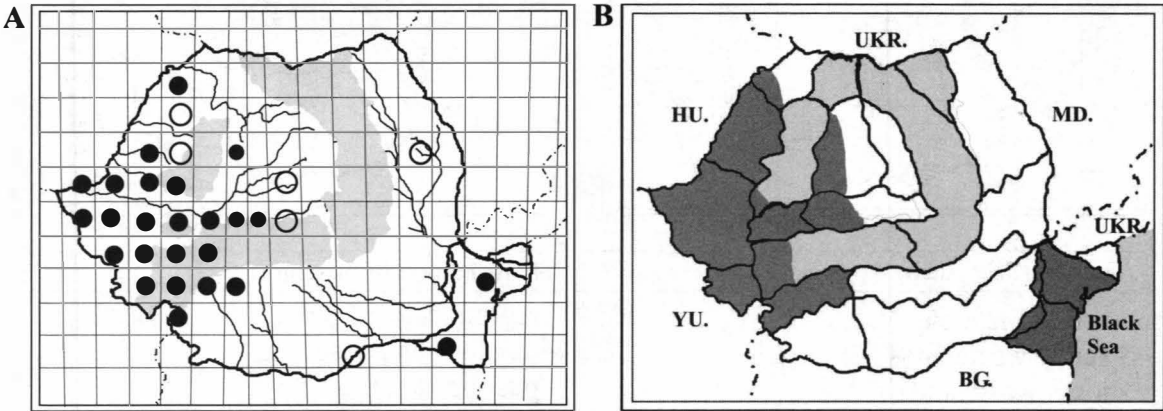 A
B
UKR.
HU.
MD.
UKR.
YU.
Black
Sea
BG.